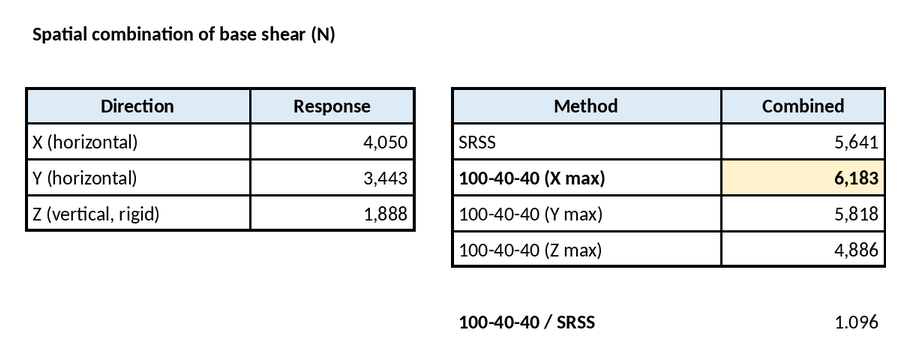 Spatial combination of base shear (N)
Direction Response
X (horizontal) 4,050
Y (horizontal) 3,443
Z (vertical, rigid) 1,888
Method Combined
SRSS 5,641
100-40-40 (X max) 6,183
100-40-40 (Y max) 5,818
100-40-40 (Z max) 4,886
100-40-40 / SRSS 1.096